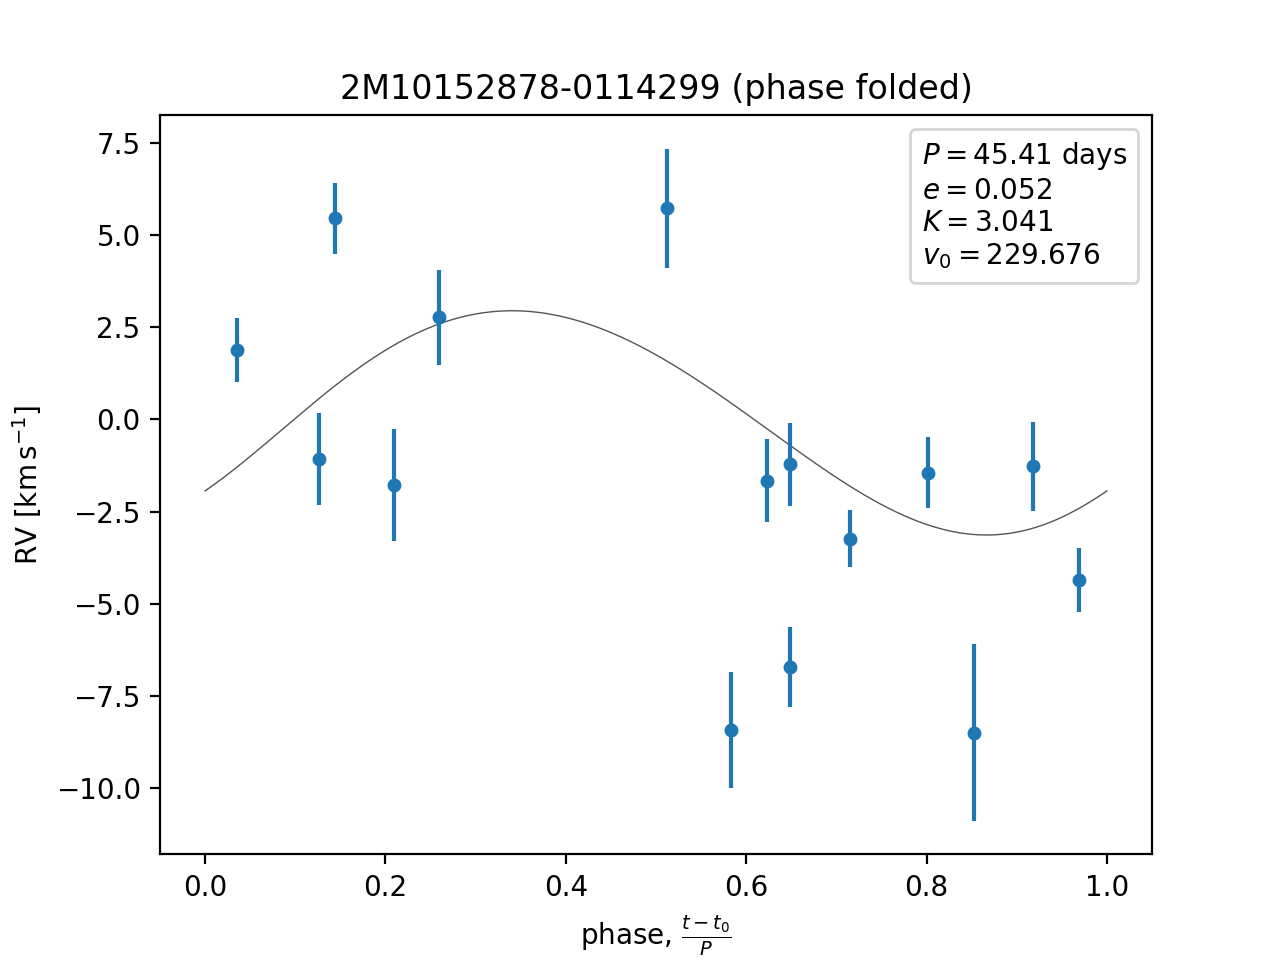 2M10152878-0114299 (phase folded)
P = 45.41 days
e = 0.052
K = 3.041
v₀ = 229.676
7.5
5.0
2.5
0.0
−2.5
−5.0
−7.5
−10.0
RV [km s⁻¹]
0.0 0.2 0.4 0.6 0.8 1.0
phase, (t − t₀)/P